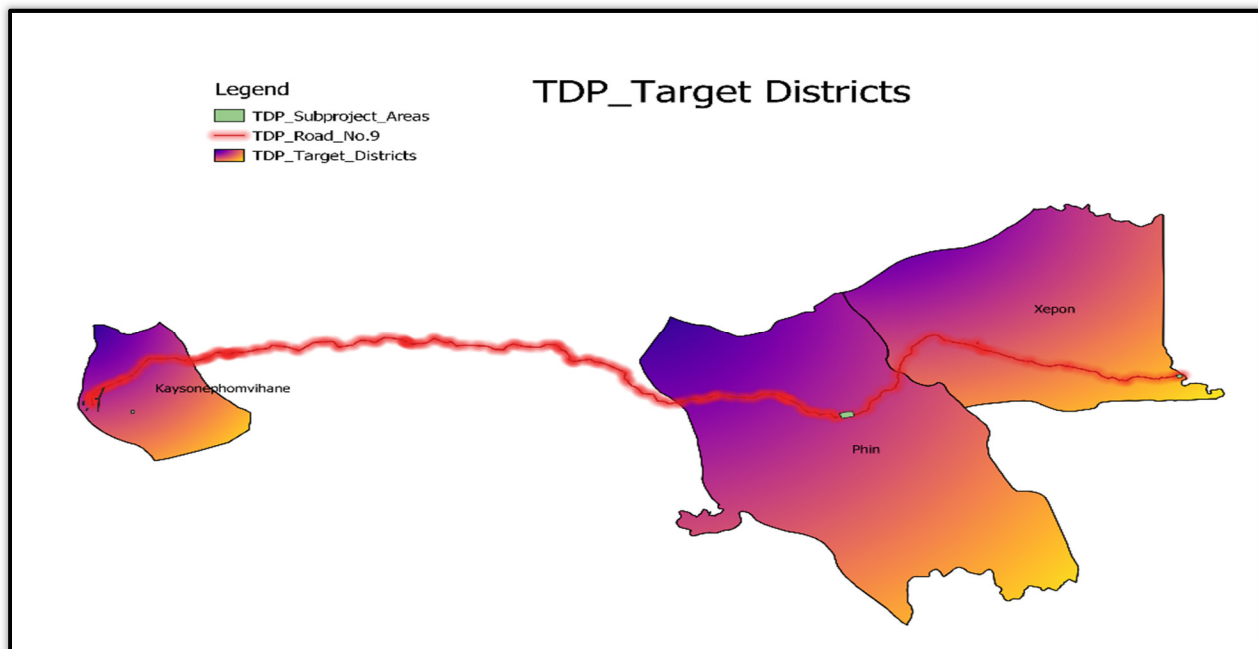 TDP_Target Districts
Legend
TDP_Subproject_Areas
TDP_Road_No.9
TDP_Target_Districts
Xepon
Kaysonephomvihane
Phin